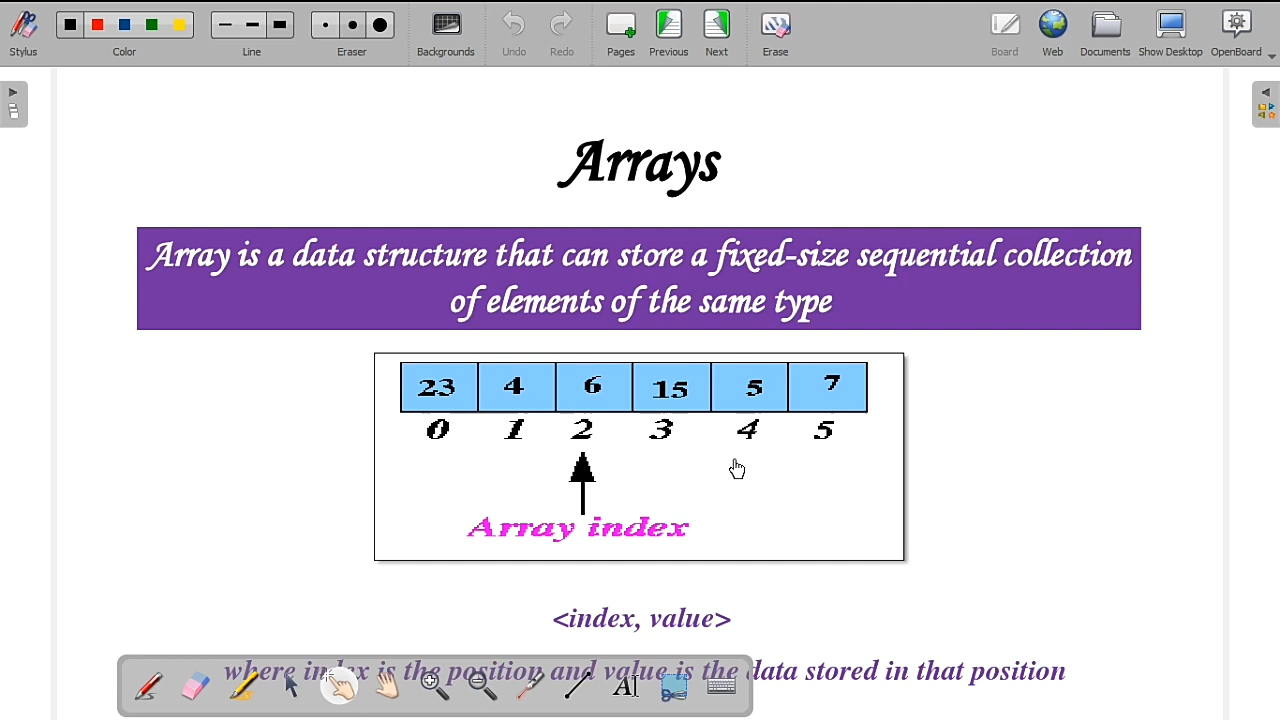 Stylus Color Line Eraser Backgrounds Undo Redo Pages Previous Next Erase Board Web Documents Show Desktop OpenBoard
Arrays
Array is a data structure that can store a fixed-size sequential collection
of elements of the same type
23 4 6 15 5 7
0 1 2 3 4 5
Array index
<index, value>
where index is the position and value is the data stored in that position